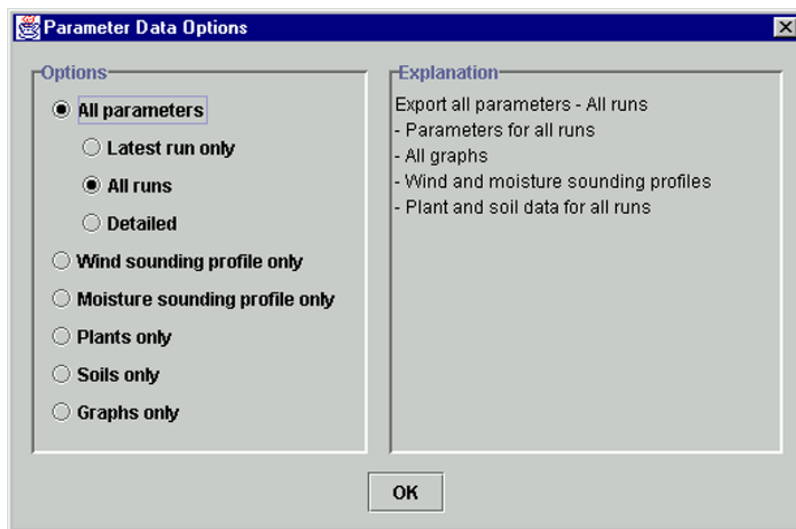 Parameter Data Options
Options
All parameters
Latest run only
All runs
Detailed
Wind sounding profile only
Moisture sounding profile only
Plants only
Soils only
Graphs only
Explanation
Export all parameters - All runs
- Parameters for all runs
- All graphs
- Wind and moisture sounding profiles
- Plant and soil data for all runs
OK